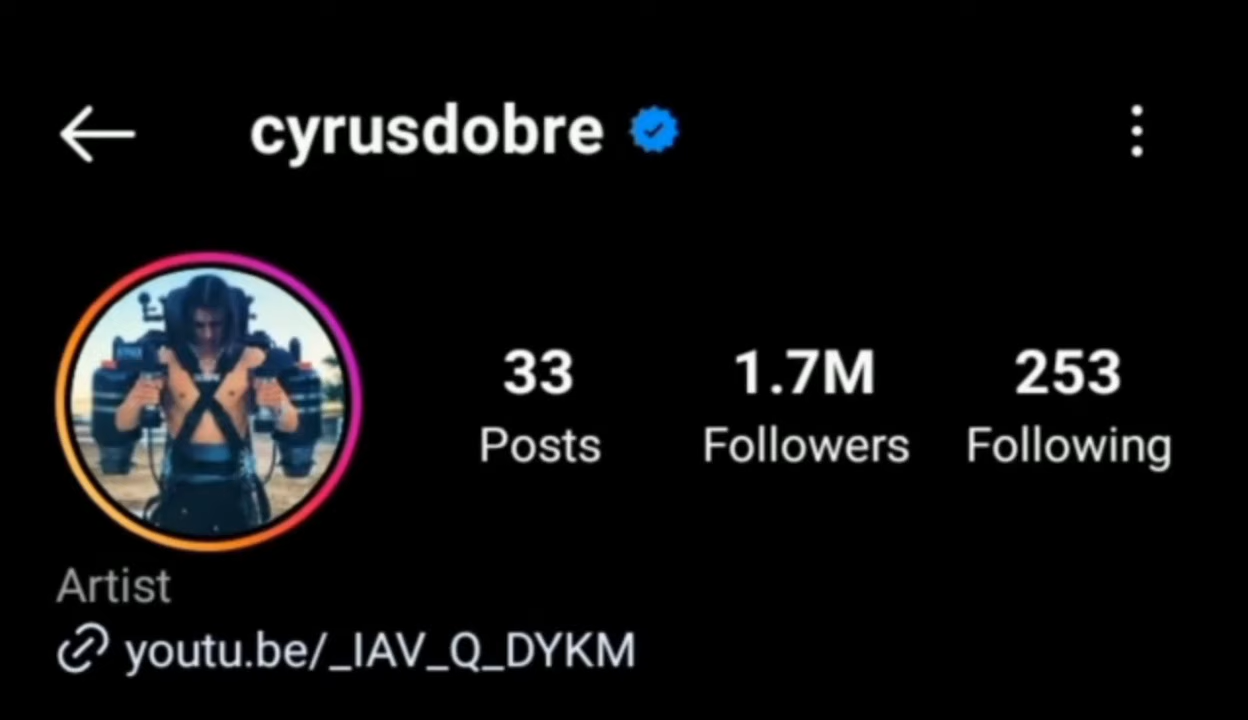 cyrusdobre
33 1.7M 253
Posts Followers Following
Artist
youtu.be/_IAV_Q_DYKM